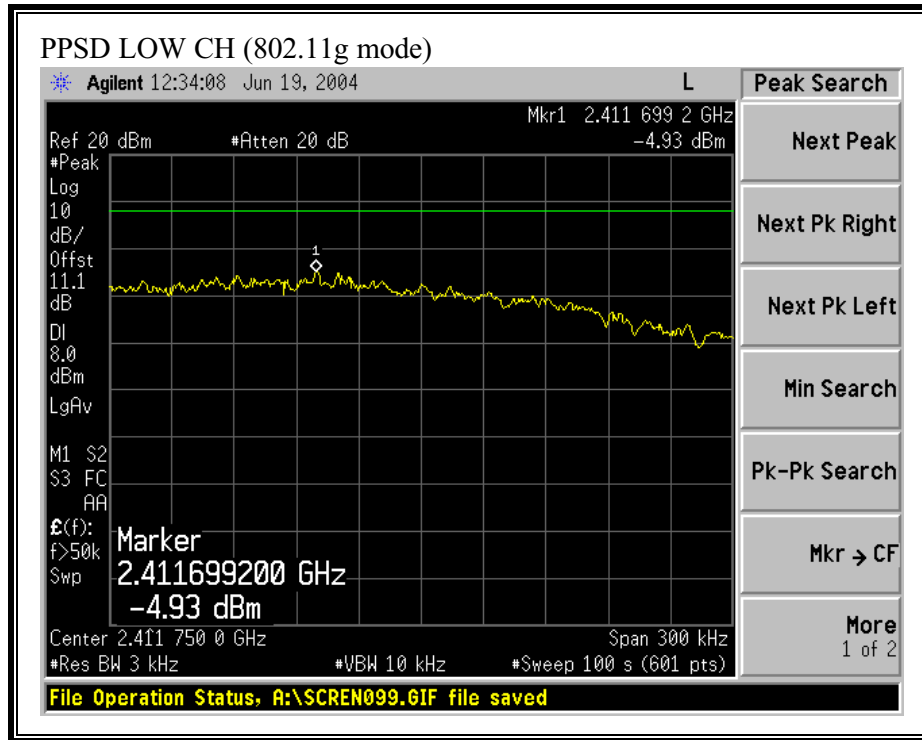 PPSD LOW CH (802.11g mode)
Agilent 12:34:08 Jun 19, 2004 L
Peak Search
Mkr1 2.411 699 2 GHz
Ref 20 dBm #Atten 20 dB -4.93 dBm
#Peak
Log
10
dB/
Offst
11.1
dB
DI
8.0
dBm
LgAv
M1 S2
S3 FC
AA
£(f):
f>50k
Swp
1
Marker
2.411699200 GHz
-4.93 dBm
Center 2.411 750 0 GHz Span 300 kHz
#Res BW 3 kHz #VBW 10 kHz #Sweep 100 s (601 pts)
File Operation Status, A:\SCREN099.GIF file saved
Next Peak
Next Pk Right
Next Pk Left
Min Search
Pk-Pk Search
Mkr → CF
More
1 of 2